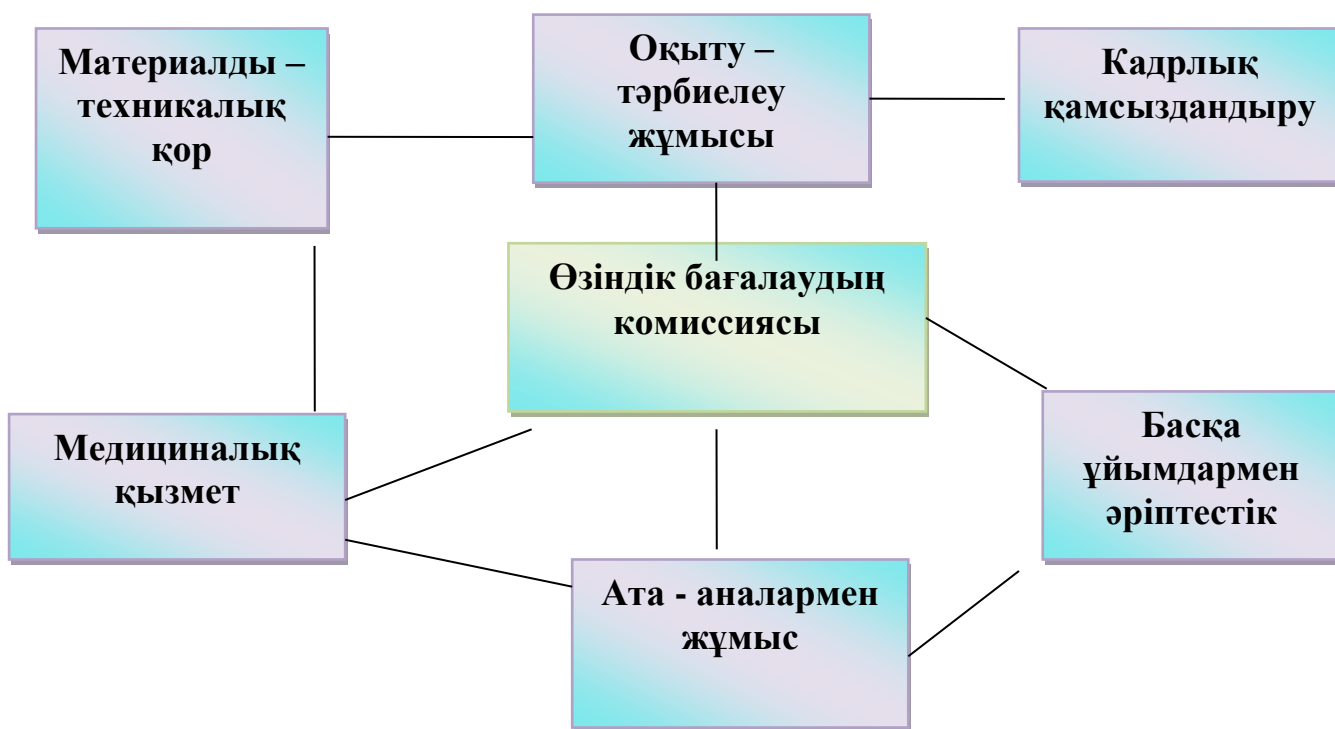 Материалды –
техникалық
қор
Оқыту –
тәрбиелеу
жұмысы
Кадрлық
қамсыздандыру
Өзіндік бағалаудың
комиссиясы
Медициналық
қызмет
Басқа
ұйымдармен
әріптестік
Ата - аналармен
жұмыс